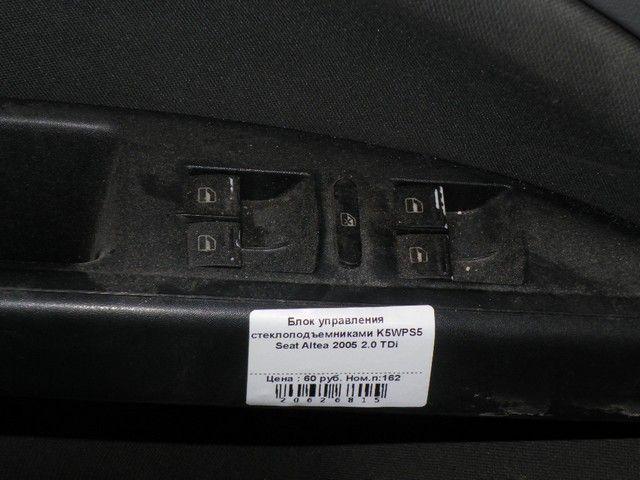 Блок управления
стеклоподъемниками K5WPS5
Seat Altea 2005 2.0 TDi
Цена : 60 руб. Ном.п:162
20626815